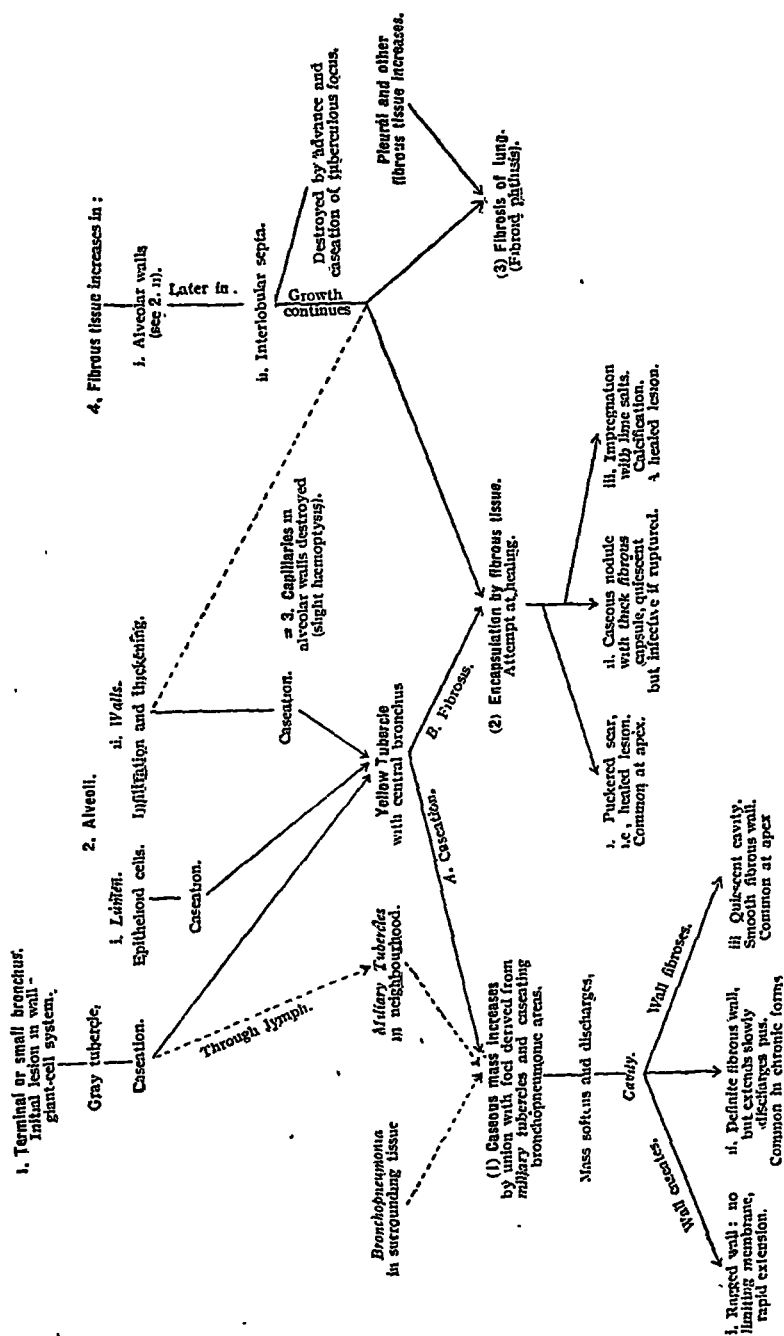 1. Terminal or small bronchus.
Initial lesion in wall -
giant-cell system.
Gray tubercle,
Caseation.
Through lymph.
Miliary Tubercles
in neighbourhood.
Bronchopneumonia
in surrounding tissue
2. Alveoli.
i. Lumen.
Epithelioid cells.
Caseation.
ii. Walls.
Infiltration and thickening.
Caseation.
= 3. Capillaries in
alveolar walls destroyed
(slight hæmoptysis).
4. Fibrous tissue increases in :
i. Alveolar walls
(see 2. ii).
Later in .
ii. Interlobular septa.
Growth
continues
Destroyed by advance and
caseation of tuberculous focus.
Pleural and other
fibrous tissue increases.
(3) Fibrosis of lung.
(Fibroid phthisis).
Yellow Tubercle
with central bronchus
A. Caseation.
B. Fibrosis.
(1) Caseous mass increases
by union with foci derived from
miliary tubercles and caseating
bronchopneumonic areas.
Mass softens and discharges,
Cavity.
Wall caseates.
Wall fibroses.
i. Ragged wall: no
limiting membrane,
rapid extension.
ii. Definite fibrous wall,
but extends slowly
discharges pus.
Common in chronic forms
iii Quiescent cavity.
Smooth fibrous wall.
Common at apex
(2) Encapsulation by fibrous tissue.
Attempt at healing.
i. Puckered scar,
i.e., healed lesion.
Common at apex.
ii. Caseous nodule
with thick fibrous
capsule, quiescent
but infective if ruptured.
iii. Impregnation
with lime salts.
Calcification.
A healed lesion.